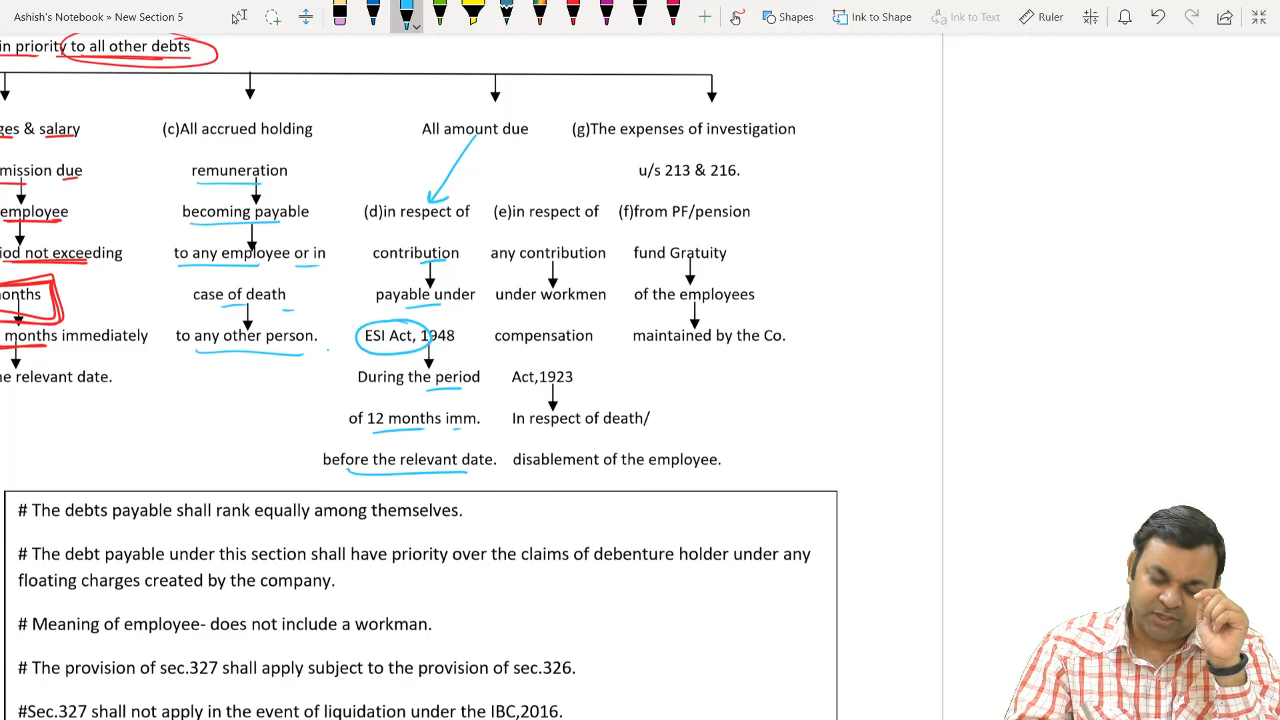 Ashish's Notebook » New Section 5
Shapes
Ink to Shape
Ink to Text
Ruler
in priority to all other debts
ges & salary
mission due
employee
iod not exceeding
onths
months immediately
he relevant date.
(c)All accrued holding
remuneration
becoming payable
to any employee or in
case of death
to any other person.
All amount due
(d)in respect of
contribution
payable under
ESI Act, 1948
During the period
of 12 months imm.
before the relevant date.
(e)in respect of
any contribution
under workmen
compensation
Act,1923
In respect of death/
disablement of the employee.
(g)The expenses of investigation
u/s 213 & 216.
(f)from PF/pension
fund Gratuity
of the employees
maintained by the Co.
# The debts payable shall rank equally among themselves.
# The debt payable under this section shall have priority over the claims of debenture holder under any
floating charges created by the company.
# Meaning of employee- does not include a workman.
# The provision of sec.327 shall apply subject to the provision of sec.326.
#Sec.327 shall not apply in the event of liquidation under the IBC,2016.